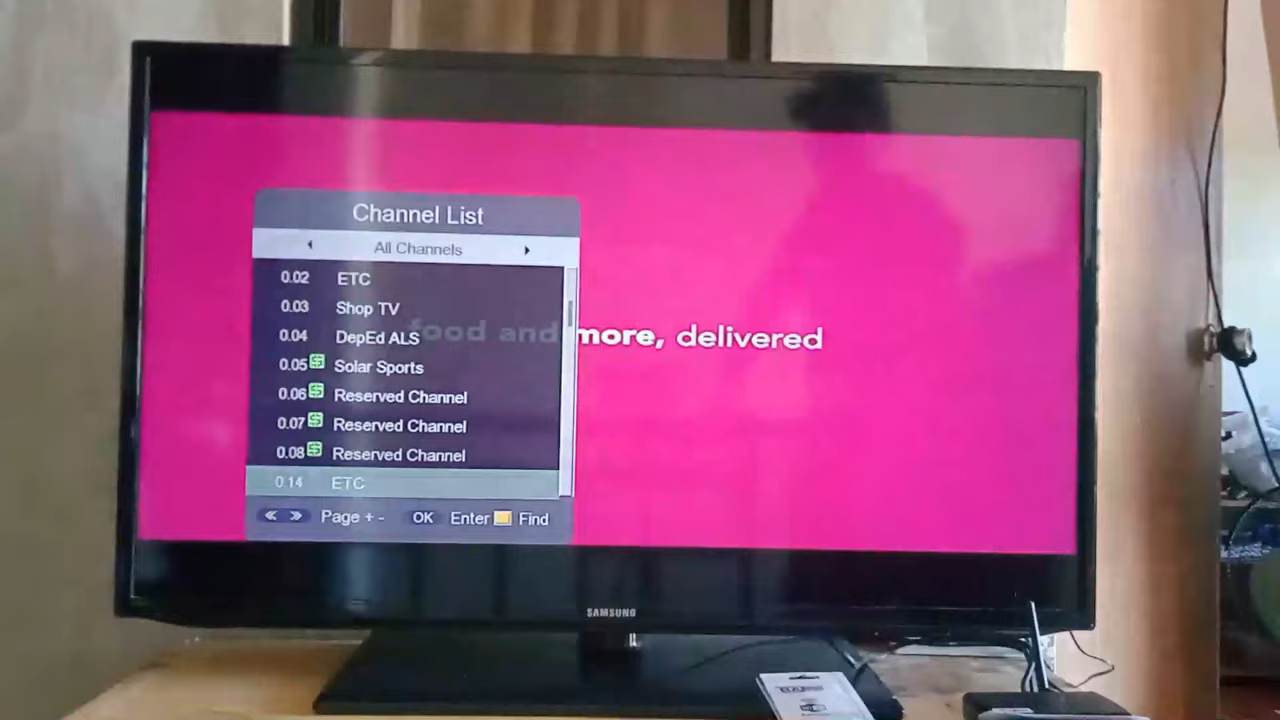 Channel List
All Channels
0.02 ETC
0.03 Shop TV
0.04 DepEd ALS
0.05 $ Solar Sports
0.06 $ Reserved Channel
0.07 $ Reserved Channel
0.08 $ Reserved Channel
0.14 ETC
Page + - OK Enter Find
food and more, delivered
SAMSUNG